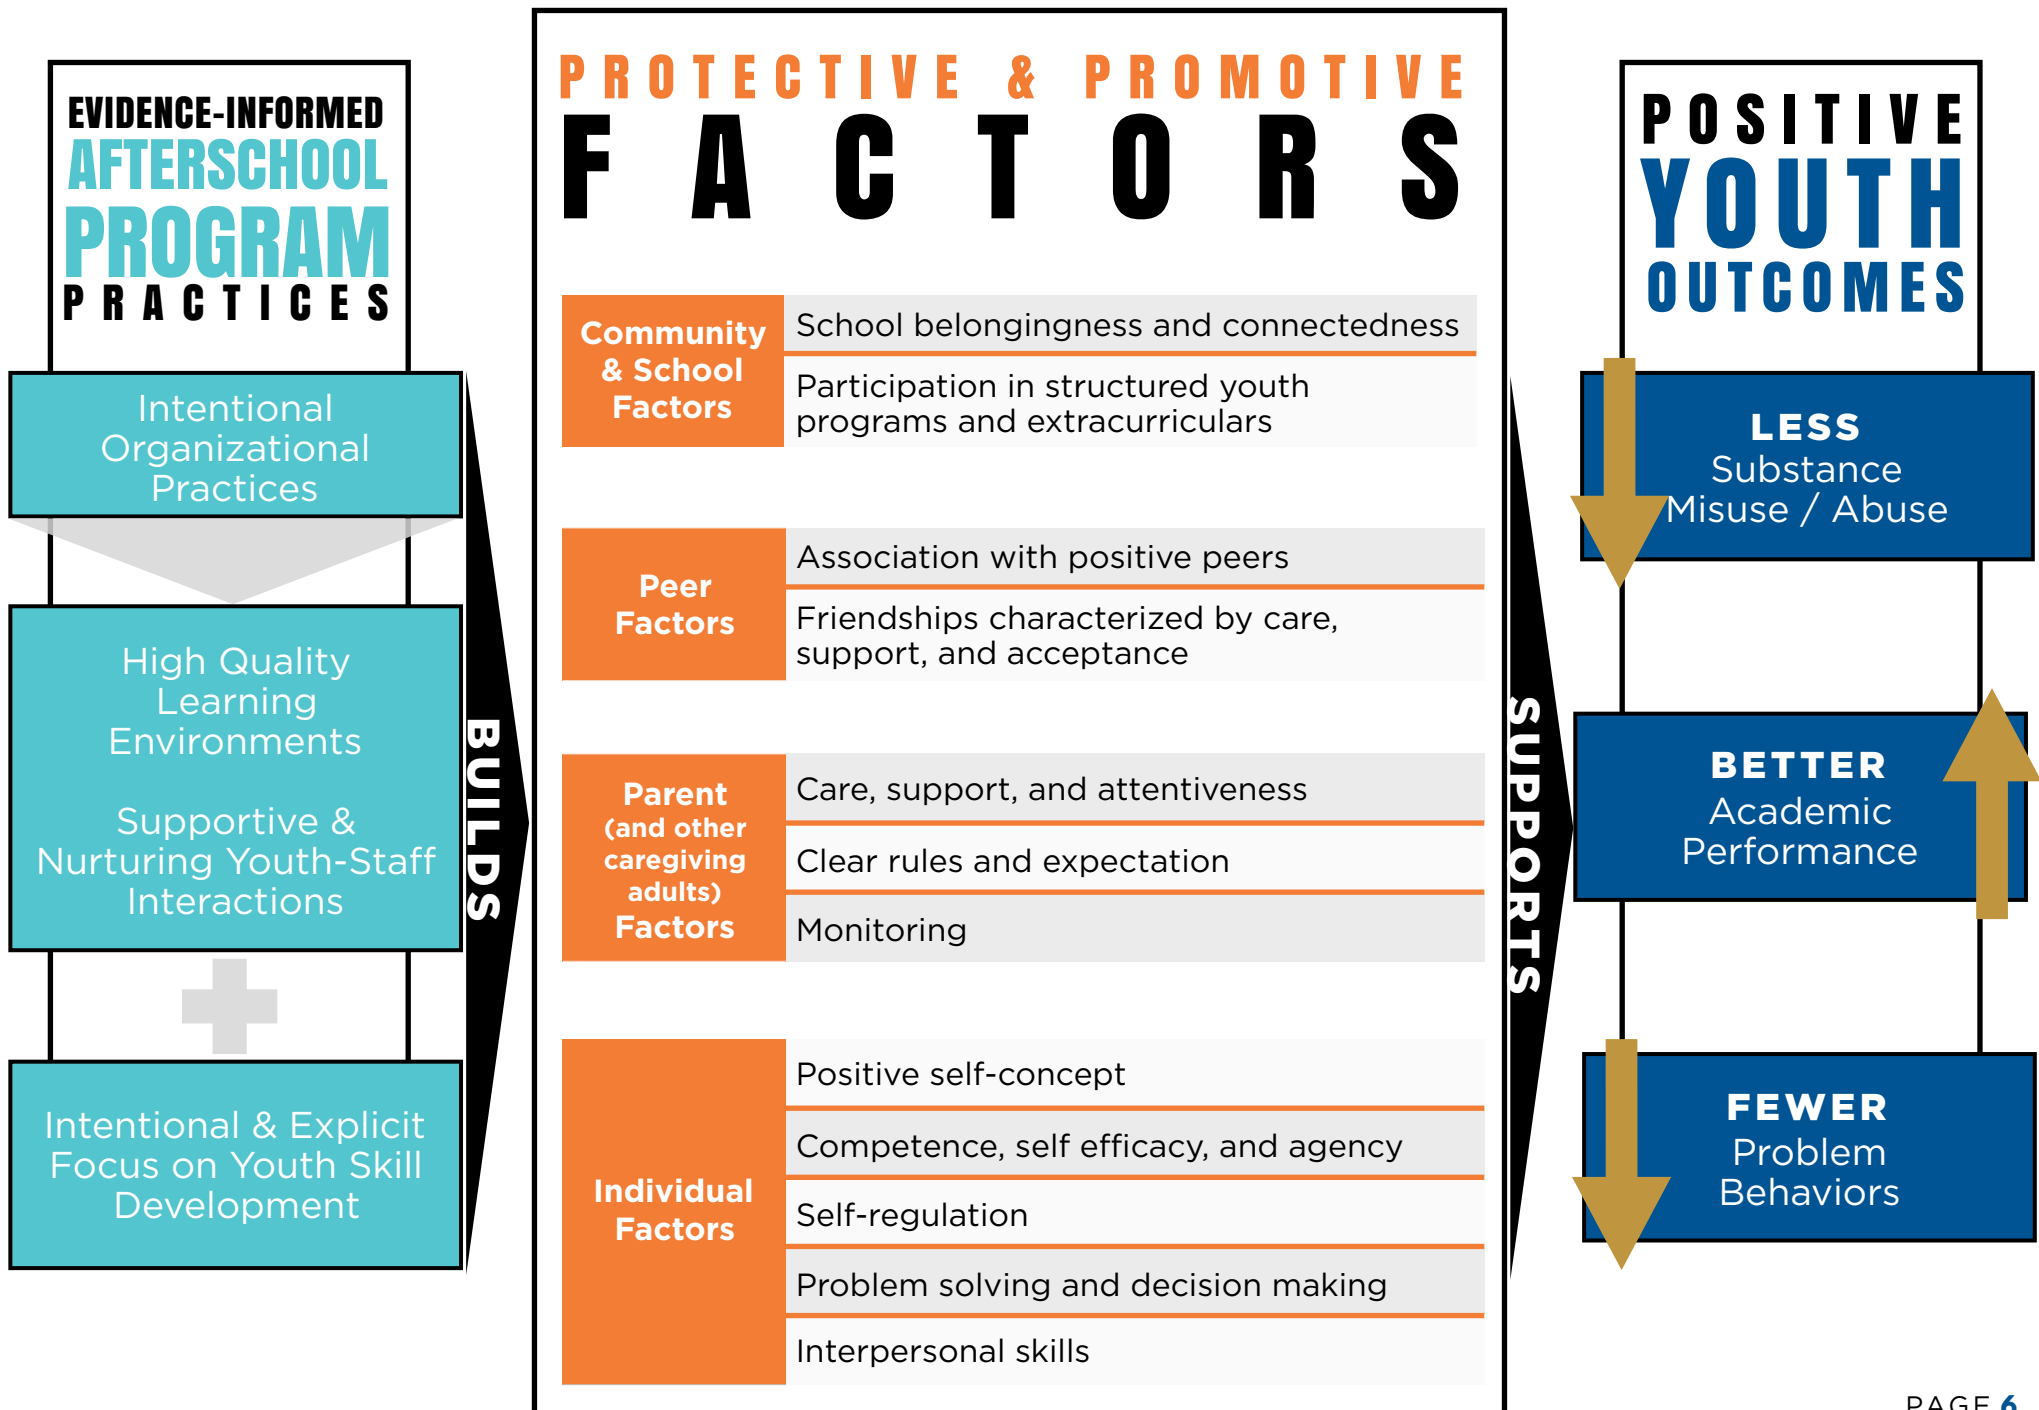 EVIDENCE-INFORMED
AFTERSCHOOL
PROGRAM
PRACTICES
Intentional
Organizational
Practices
High Quality
Learning
Environments
Supportive &
Nurturing Youth-Staff
Interactions
Intentional & Explicit
Focus on Youth Skill
Development
BUILDS
PROTECTIVE & PROMOTIVE
FACTORS
Community
& School
Factors
School belongingness and connectedness
Participation in structured youth
programs and extracurriculars
Peer
Factors
Association with positive peers
Friendships characterized by care,
support, and acceptance
Parent
(and other
caregiving
adults)
Factors
Care, support, and attentiveness
Clear rules and expectation
Monitoring
Individual
Factors
Positive self-concept
Competence, self efficacy, and agency
Self-regulation
Problem solving and decision making
Interpersonal skills
SUPPORTS
POSITIVE
YOUTH
OUTCOMES
LESS
Substance
Misuse / Abuse
BETTER
Academic
Performance
FEWER
Problem
Behaviors
PAGE 6